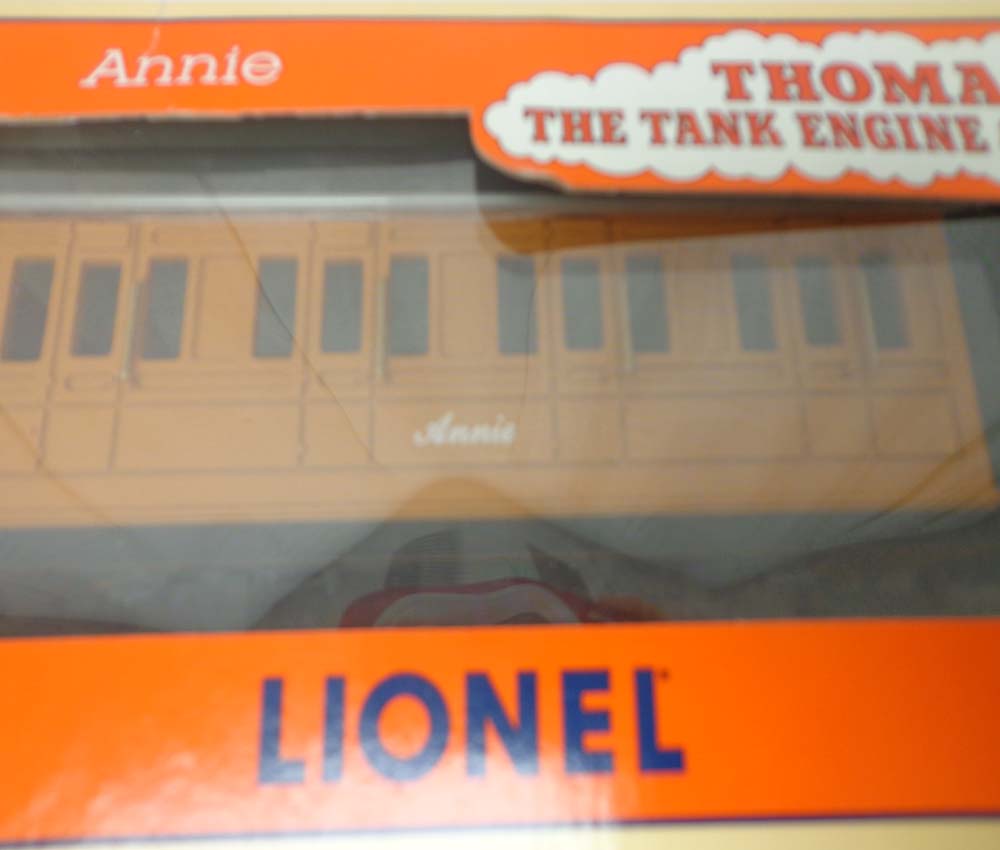 Annie
THOMA
THE TANK ENGINE
Annie
LIONEL